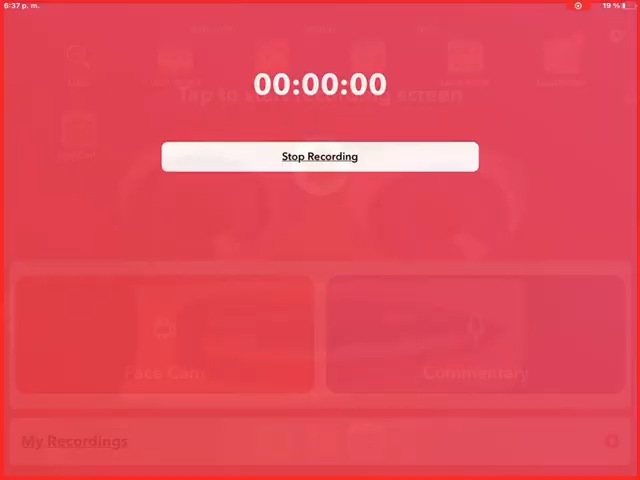 6:37 p. m.
19 %
00:00:00
Tap to start recording screen
Stop Recording
Face Cam
Commentary
My Recordings